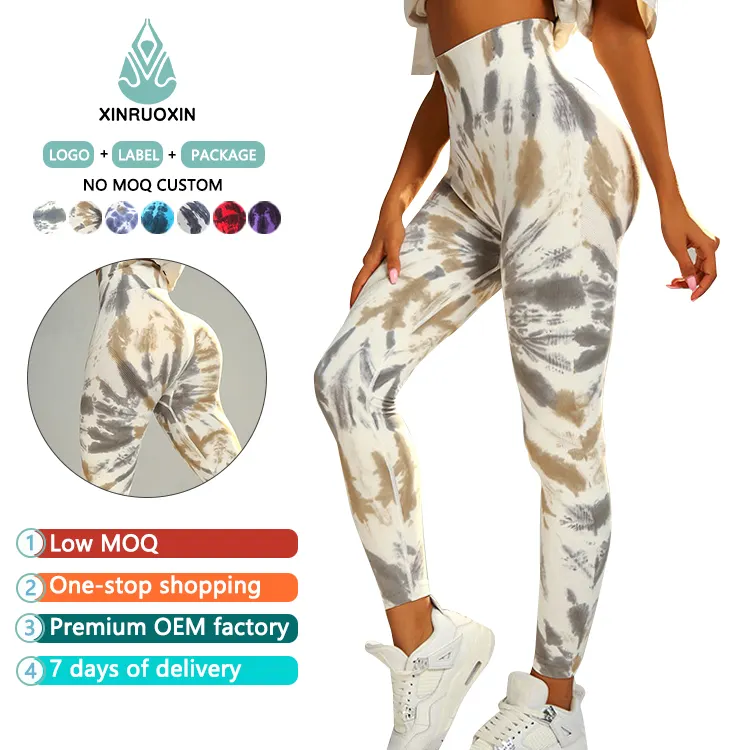 XINRUOXIN
LOGO + LABEL + PACKAGE
NO MOQ CUSTOM
1 Low MOQ
2 One-stop shopping
3 Premium OEM factory
4 7 days of delivery